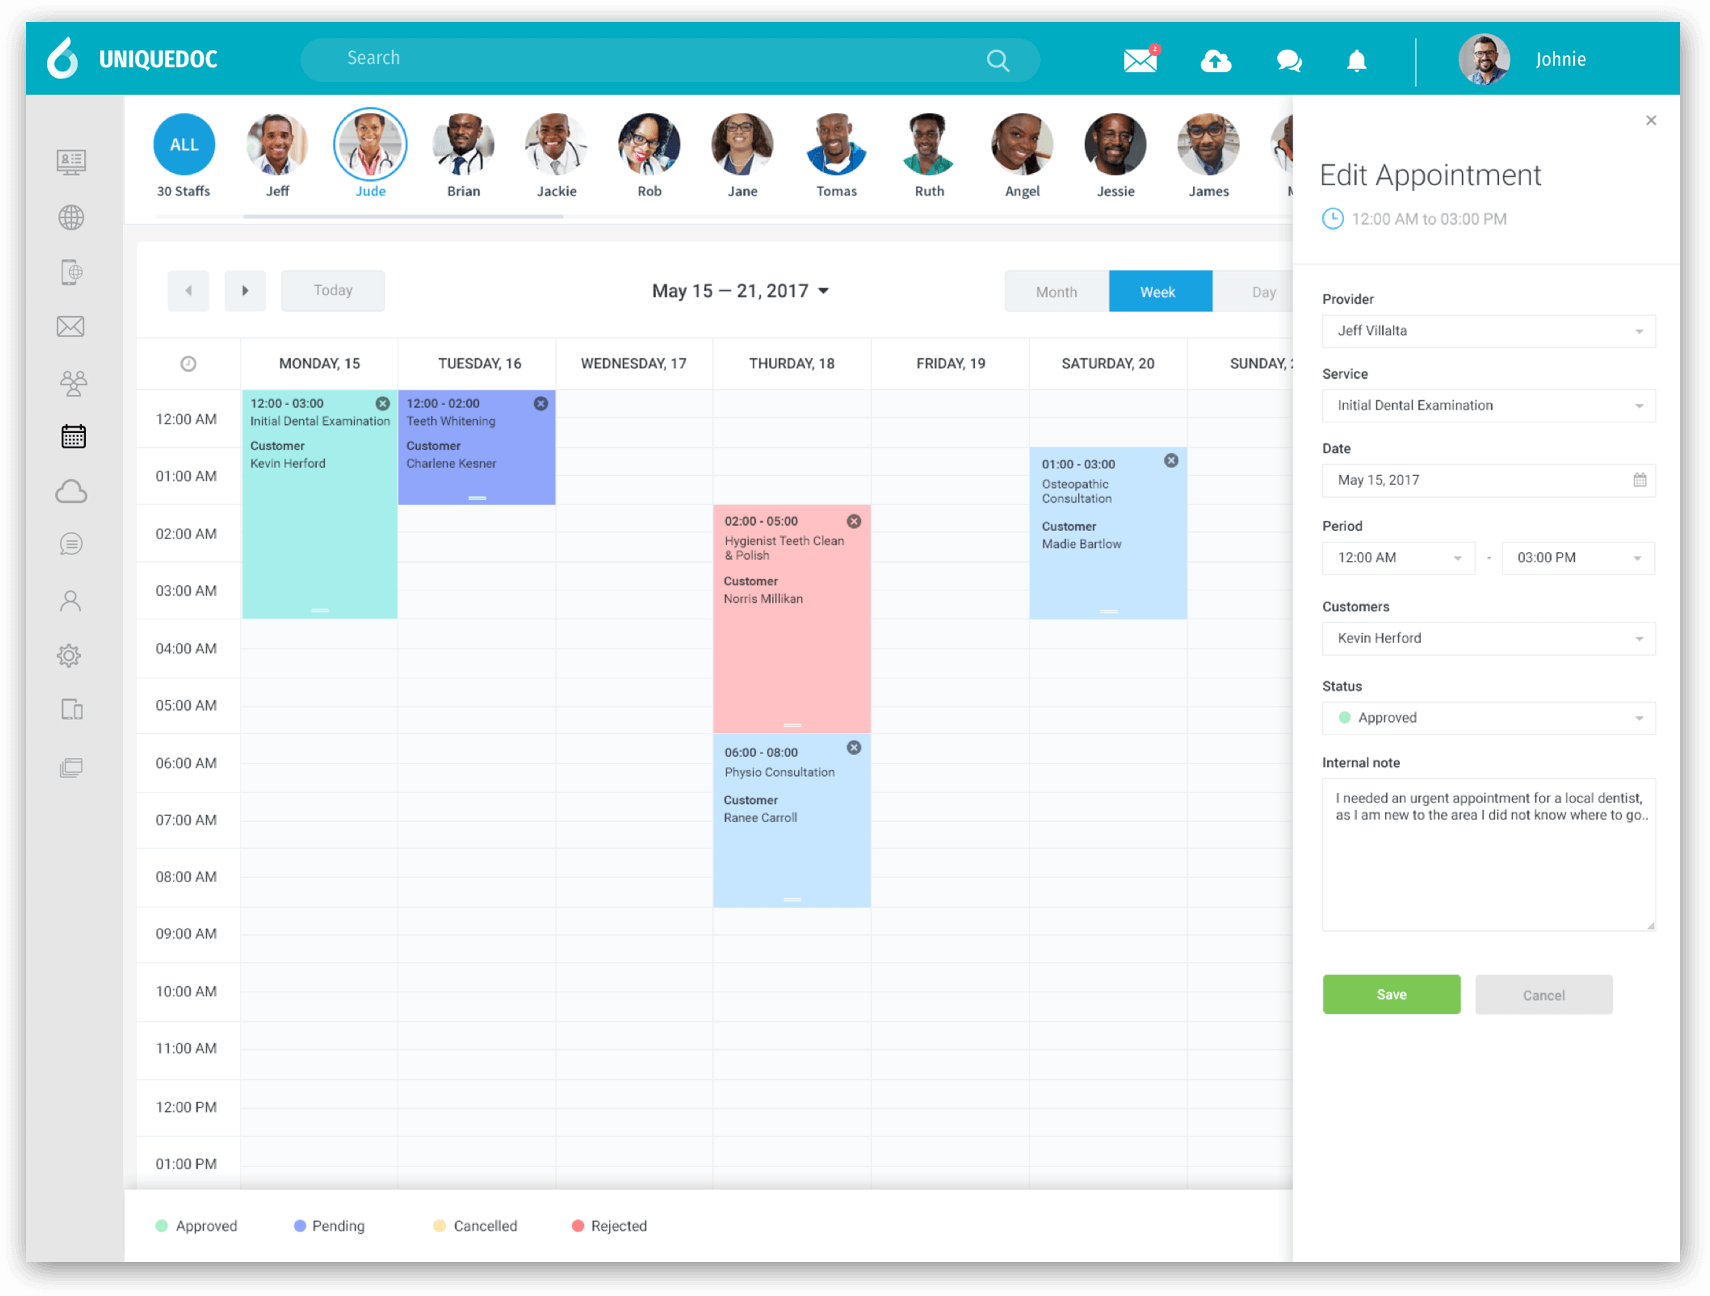 UNIQUEDOC
Search
2
Johnie
ALL
30 Staffs
Jeff
Jude
Brian
Jackie
Rob
Jane
Tomas
Ruth
Angel
Jessie
James
Today
May 15 — 21, 2017
Month
Week
Day
MONDAY, 15
TUESDAY, 16
WEDNESDAY, 17
THURDAY, 18
FRIDAY, 19
SATURDAY, 20
SUNDAY,
12:00 AM
01:00 AM
02:00 AM
03:00 AM
04:00 AM
05:00 AM
06:00 AM
07:00 AM
08:00 AM
09:00 AM
10:00 AM
11:00 AM
12:00 PM
01:00 PM
12:00 - 03:00
Initial Dental Examination
Customer
Kevin Herford
12:00 - 02:00
Teeth Whitening
Customer
Charlene Kesner
02:00 - 05:00
Hygienist Teeth Clean
& Polish
Customer
Norris Millikan
06:00 - 08:00
Physio Consultation
Customer
Ranee Carroll
01:00 - 03:00
Osteopathic
Consultation
Customer
Madie Bartlow
Approved
Pending
Cancelled
Rejected
Edit Appointment
12:00 AM to 03:00 PM
Provider
Jeff Villalta
Service
Initial Dental Examination
Date
May 15, 2017
Period
12:00 AM - 03:00 PM
Customers
Kevin Herford
Status
Approved
Internal note
I needed an urgent appointment for a local dentist,
as I am new to the area I did not know where to go..
Save
Cancel